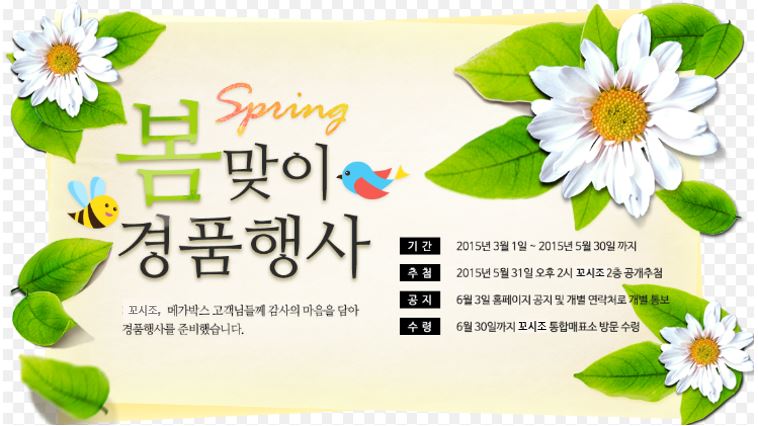 Spring
봄맞이
경품행사
꼬시조, 메가박스 고객님들께 감사의 마음을 담아
경품행사를 준비했습니다.
기 간 2015년 3월 1일 ~ 2015년 5월 30일 까지
추 첨 2015년 5월 31일 오후 2시 꼬시조 2층 공개추첨
공 지 6월 3일 홈페이지 공지 및 개별 연락처로 개별 통보
수 령 6월 30일까지 꼬시조 통합매표소 방문 수령